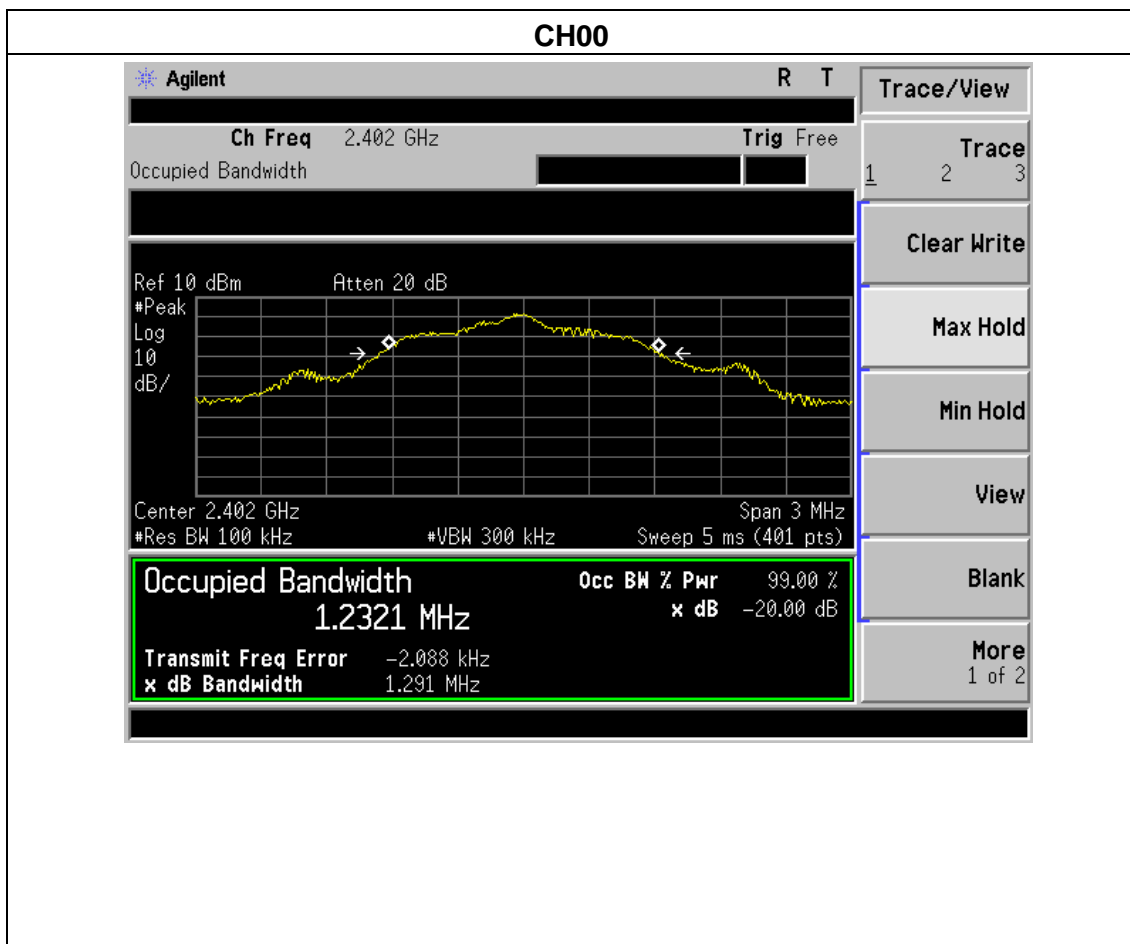 CH00
Agilent R T
Ch Freq 2.402 GHz Trig Free
Occupied Bandwidth
Ref 10 dBm Atten 20 dB
#Peak
Log
10
dB/
Center 2.402 GHz Span 3 MHz
#Res BW 100 kHz #VBW 300 kHz Sweep 5 ms (401 pts)
Occupied Bandwidth
1.2321 MHz
Occ BW % Pwr 99.00 %
x dB -20.00 dB
Transmit Freq Error -2.088 kHz
x dB Bandwidth 1.291 MHz
Trace/View
Trace
1 2 3
Clear Write
Max Hold
Min Hold
View
Blank
More
1 of 2